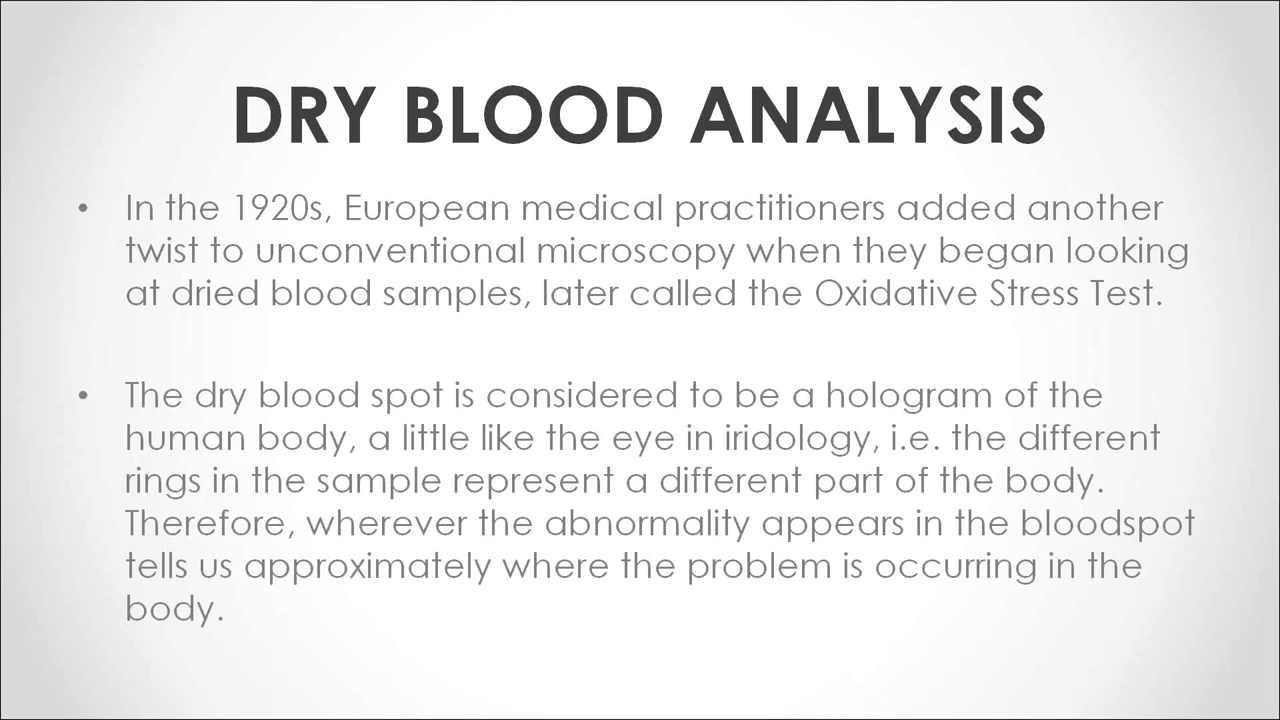 DRY BLOOD ANALYSIS
• In the 1920s, European medical practitioners added another
twist to unconventional microscopy when they began looking
at dried blood samples, later called the Oxidative Stress Test.
• The dry blood spot is considered to be a hologram of the
human body, a little like the eye in iridology, i.e. the different
rings in the sample represent a different part of the body.
Therefore, wherever the abnormality appears in the bloodspot
tells us approximately where the problem is occurring in the
body.